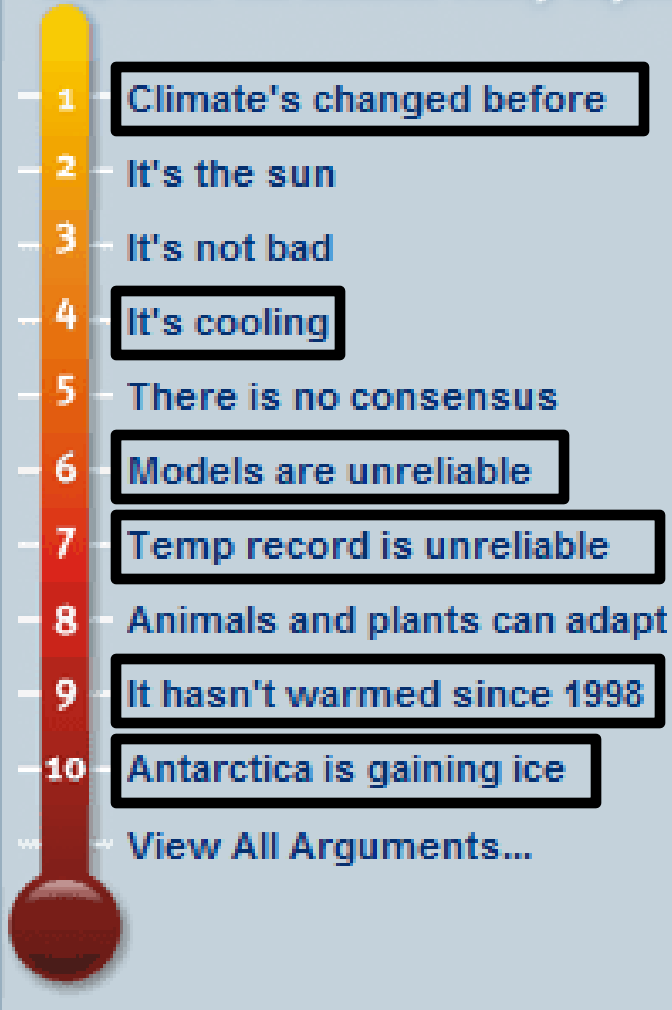 1 Climate's changed before
2 It's the sun
3 It's not bad
4 It's cooling
5 There is no consensus
6 Models are unreliable
7 Temp record is unreliable
8 Animals and plants can adapt
9 It hasn't warmed since 1998
10 Antarctica is gaining ice
View All Arguments...